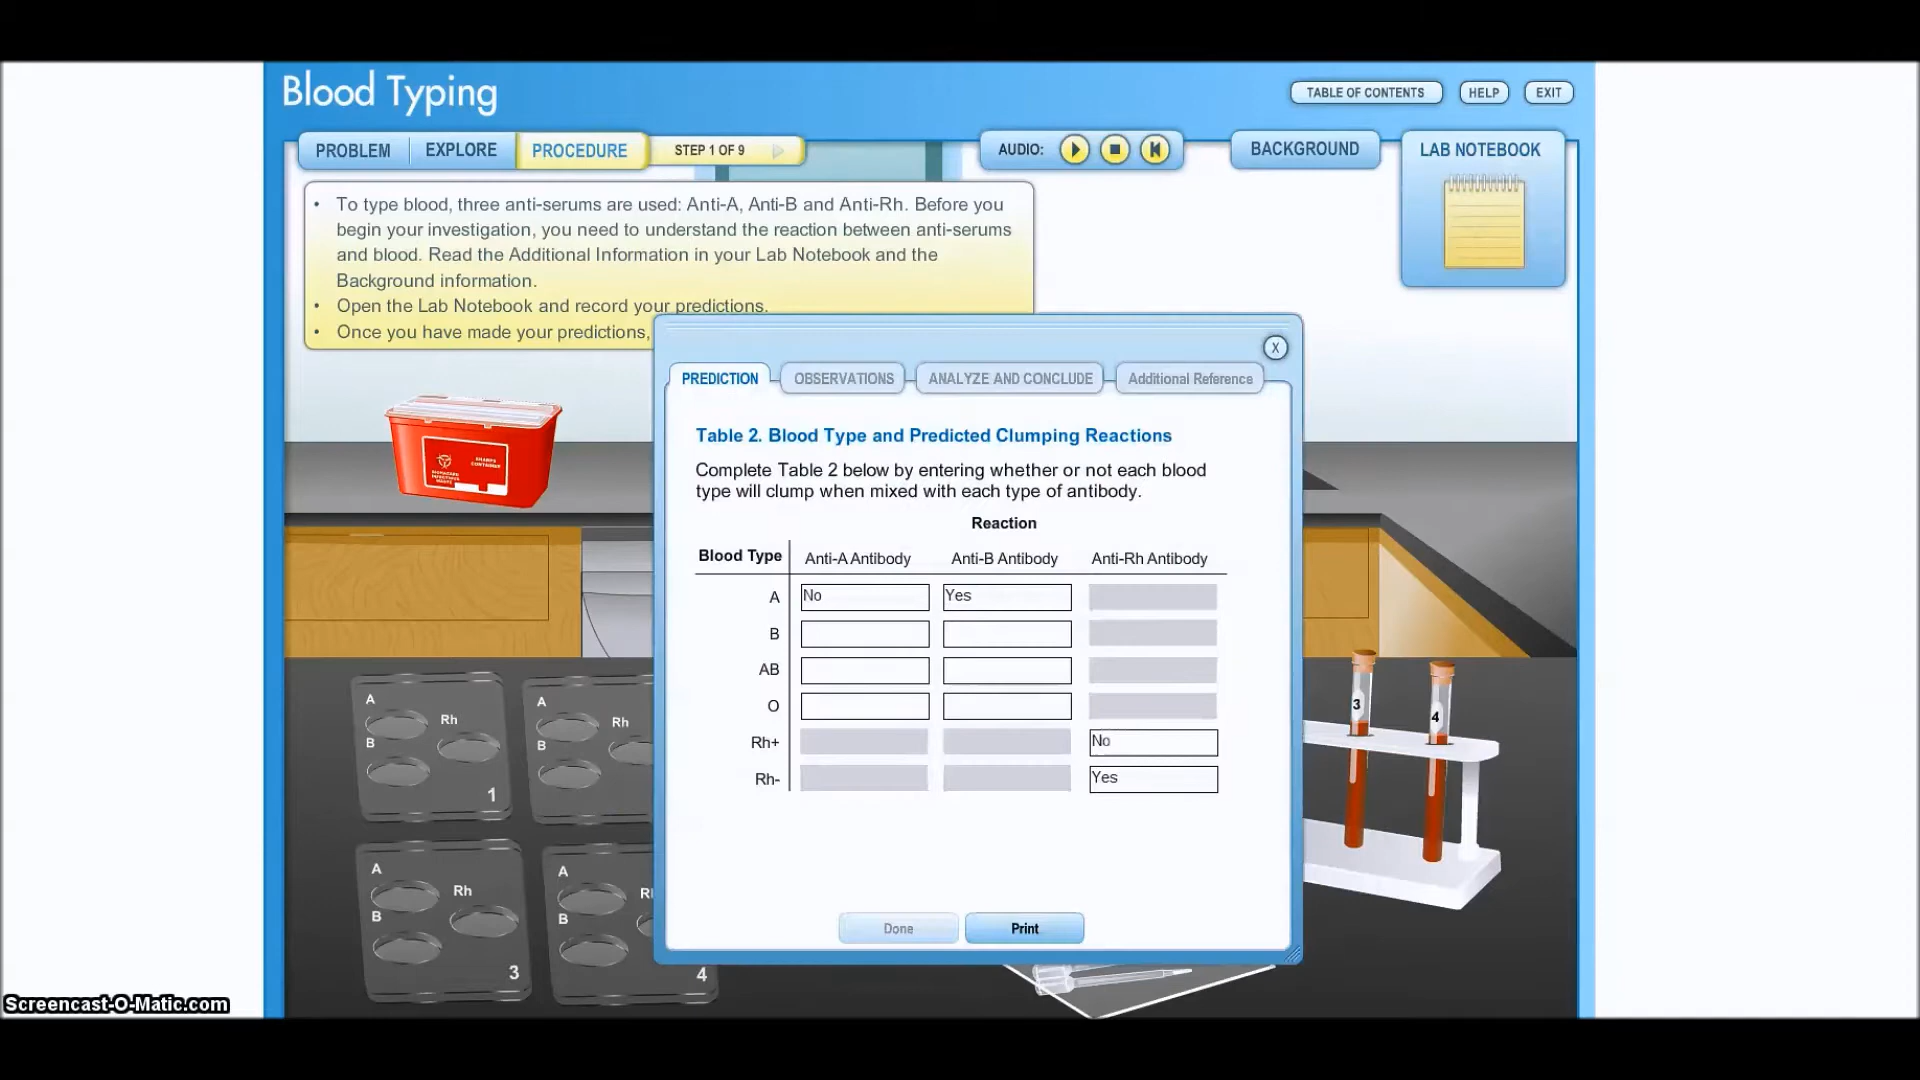 Blood Typing
TABLE OF CONTENTS
HELP
EXIT
PROBLEM
EXPLORE
PROCEDURE
STEP 1 OF 9
AUDIO:
BACKGROUND
LAB NOTEBOOK
• To type blood, three anti-serums are used: Anti-A, Anti-B and Anti-Rh. Before you
begin your investigation, you need to understand the reaction between anti-serums
and blood. Read the Additional Information in your Lab Notebook and the
Background information.
• Open the Lab Notebook and record your predictions.
• Once you have made your predictions,
X
PREDICTION
OBSERVATIONS
ANALYZE AND CONCLUDE
Additional Reference
Table 2. Blood Type and Predicted Clumping Reactions
Complete Table 2 below by entering whether or not each blood
type will clump when mixed with each type of antibody.
Reaction
Blood Type Anti-A Antibody Anti-B Antibody Anti-Rh Antibody
A No Yes
B
AB
O
Rh+ No
Rh- Yes
Done
Print
SHARPS
CONTAINER
A
Rh
B
1
A
Rh
B
A
Rh
B
3
A
B
4
3
4
Screencast-O-Matic.com